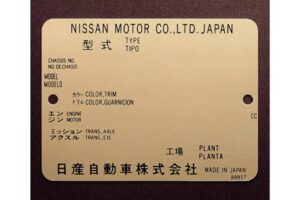 NISSAN MOTOR CO.,LTD.JAPAN
型式 TYPE
TIPO
CHASSIS NO
NO DE CHASIS
MODEL
MODELO
カラー COLOR,TRIM
トリム COLOR,GUARNICION
エン ENGINE
ジン MOTOR
CC
ミッション TRANS.,AXLE
アクスル TRANS.,EJE
工場 PLANT
PLANTA
日産自動車株式会社 MADE IN JAPAN
89917